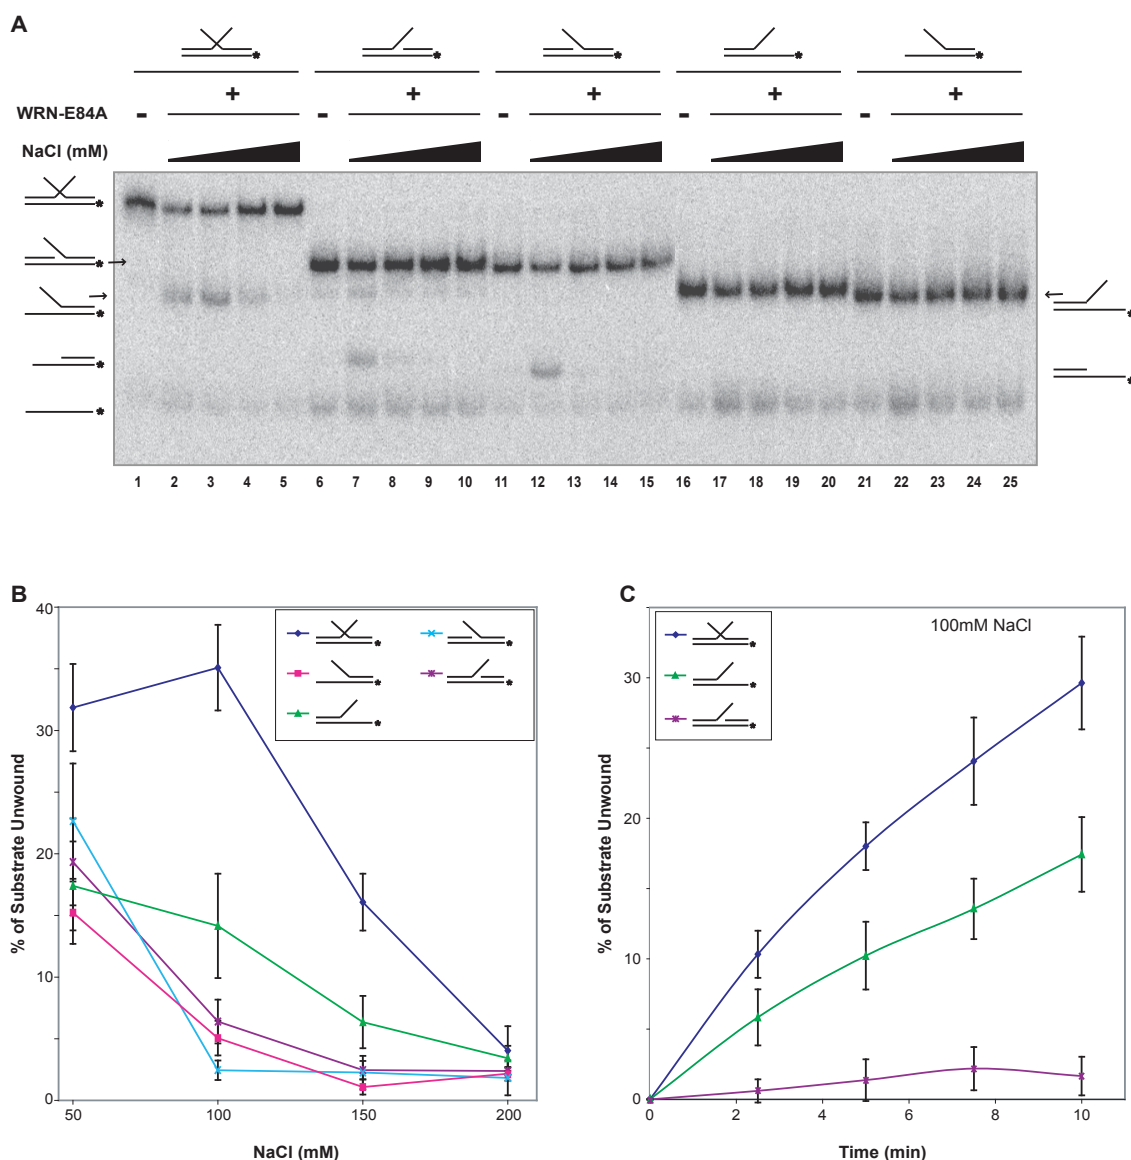 A
* * * * *
+ + + + +
WRN-E84A - - - - -
NaCl (mM)
*
*
*
*
*
*
*
1 2 3 4 5 6 7 8 9 10 11 12 13 14 15 16 17 18 19 20 21 22 23 24 25
B
40
30
20
10
0
50 100 150 200
% of Substrate Unwound
NaCl (mM)
* *
* *
*
C
30
20
10
0
0 2 4 6 8 10
% of Substrate Unwound
Time (min)
100mM NaCl
*
*
*